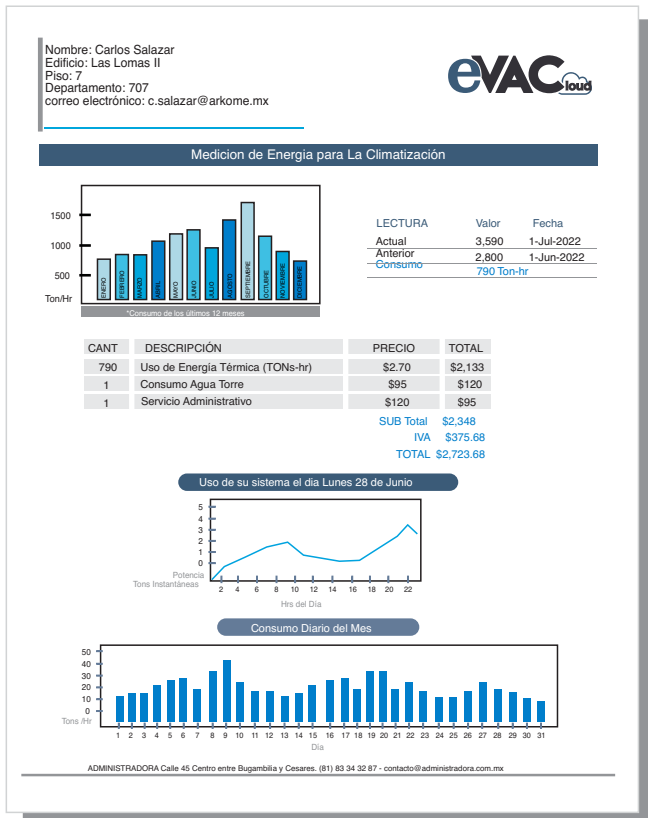 Nombre: Carlos Salazar
Edificio: Las Lomas II
Piso: 7
Departamento: 707
correo electrónico: c.salazar@arkome.mx
eVAC Cloud
Medicion de Energia para La Climatización
1500
1000
500
Ton/Hr
ENERO
FEBRERO
MARZO
ABRIL
MAYO
JUNIO
JULIO
AGOSTO
SEPTIEMBRE
OCTUBRE
NOVIEMBRE
DICIEMBRE
*Consumo de los últimos 12 meses
LECTURA Valor Fecha
Actual 3,590 1-Jul-2022
Anterior 2,800 1-Jun-2022
Consumo 790 Ton-hr
CANT DESCRIPCIÓN PRECIO TOTAL
790 Uso de Energía Térmica (TONs-hr) $2.70 $2,133
1 Consumo Agua Torre $95 $120
1 Servicio Administrativo $120 $95
SUB Total $2,348
IVA $375.68
TOTAL $2,723.68
Uso de su sistema el dia Lunes 28 de Junio
5
4
3
2
1
0
Potencia
Tons Instantáneas
2 4 6 8 10 12 14 16 18 20 22
Hrs del Día
Consumo Diario del Mes
50
40
30
20
10
0
Tons /Hr
1 2 3 4 5 6 7 8 9 10 11 12 13 14 15 16 17 18 19 20 21 22 23 24 25 26 27 28 29 30 31
Día
ADMINISTRADORA Calle 45 Centro entre Bugambilia y Cesares. (81) 83 34 32 87 - contacto@administradora.com.mx